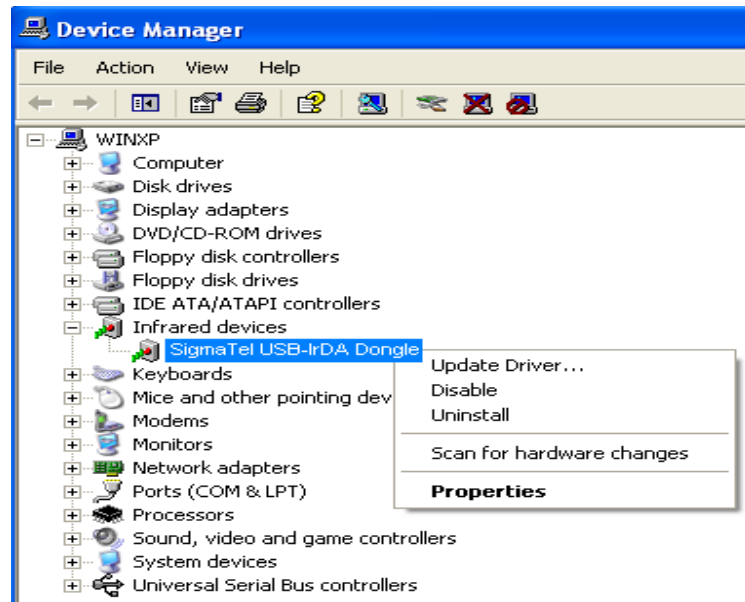 Device Manager
File Action View Help
WINXP
Computer
Disk drives
Display adapters
DVD/CD-ROM drives
Floppy disk controllers
Floppy disk drives
IDE ATA/ATAPI controllers
Infrared devices
SigmaTel USB-IrDA Dongle
Keyboards
Mice and other pointing dev
Modems
Monitors
Network adapters
Ports (COM & LPT)
Processors
Sound, video and game controllers
System devices
Universal Serial Bus controllers
Update Driver...
Disable
Uninstall
Scan for hardware changes
Properties